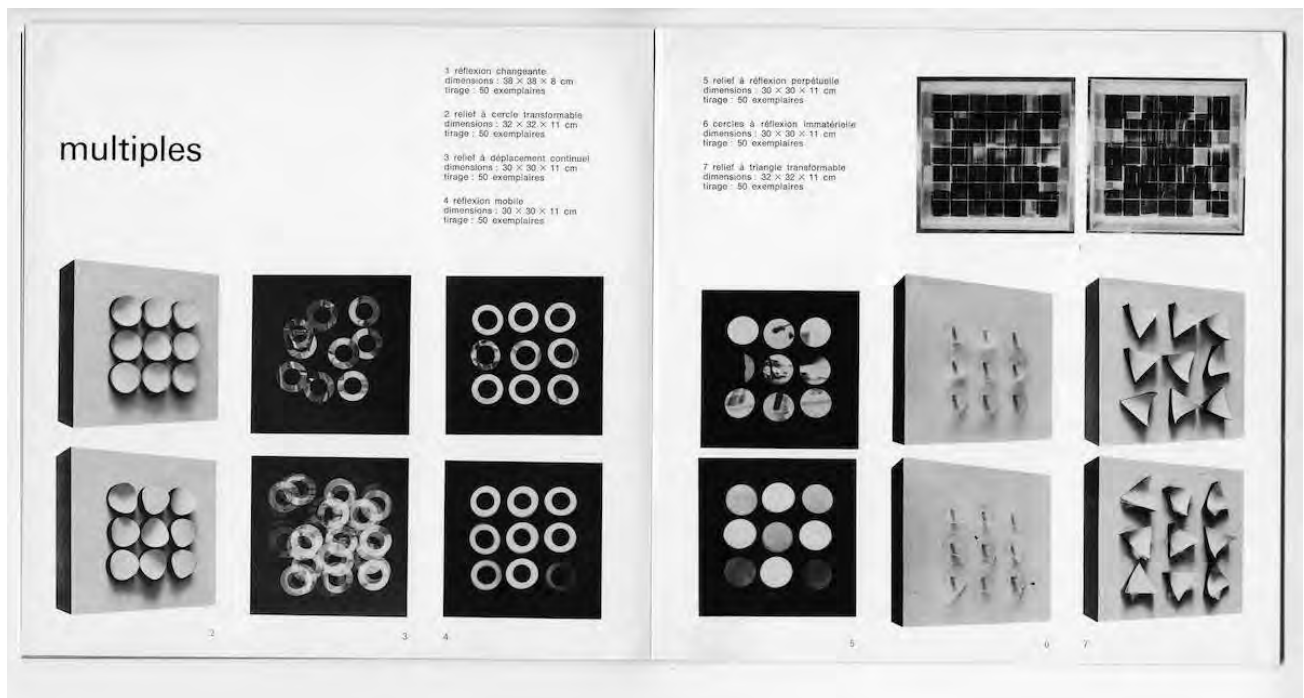 multiples
1 réflexion changeante
dimensions : 38 × 38 × 8 cm
tirage : 50 exemplaires
2 relief à cercle transformable
dimensions : 32 × 32 × 11 cm
tirage : 50 exemplaires
3 relief à déplacement continuel
dimensions : 30 × 30 × 11 cm
tirage : 50 exemplaires
4 réflexion mobile
dimensions : 30 × 30 × 11 cm
tirage : 50 exemplaires
5 relief à réflexion perpétuelle
dimensions : 30 × 30 × 11 cm
tirage : 50 exemplaires
6 cercles à réflexion immatérielle
dimensions : 30 × 30 × 11 cm
tirage : 50 exemplaires
7 relief à triangle transformable
dimensions : 32 × 32 × 11 cm
tirage : 50 exemplaires
1
2
3
4
5
6
7